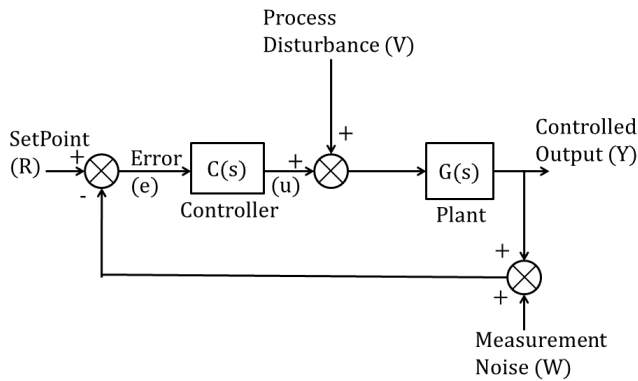 Process
Disturbance (V)
+
SetPoint
(R)
+
-
Error
(e)
C(s)
Controller
+
(u)
G(s)
Plant
Controlled
Output (Y)
+
+
Measurement
Noise (W)